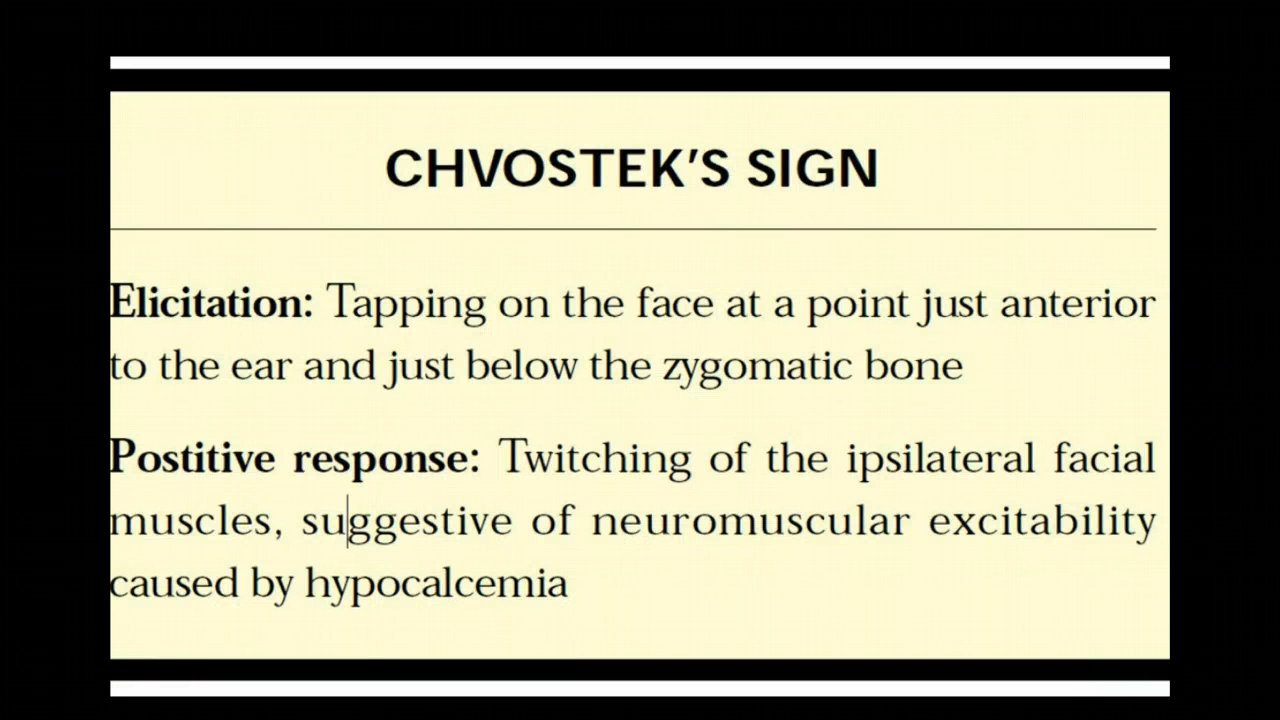 CHVOSTEK'S SIGN
Elicitation: Tapping on the face at a point just anterior
to the ear and just below the zygomatic bone
Postitive response: Twitching of the ipsilateral facial
muscles, suggestive of neuromuscular excitability
caused by hypocalcemia